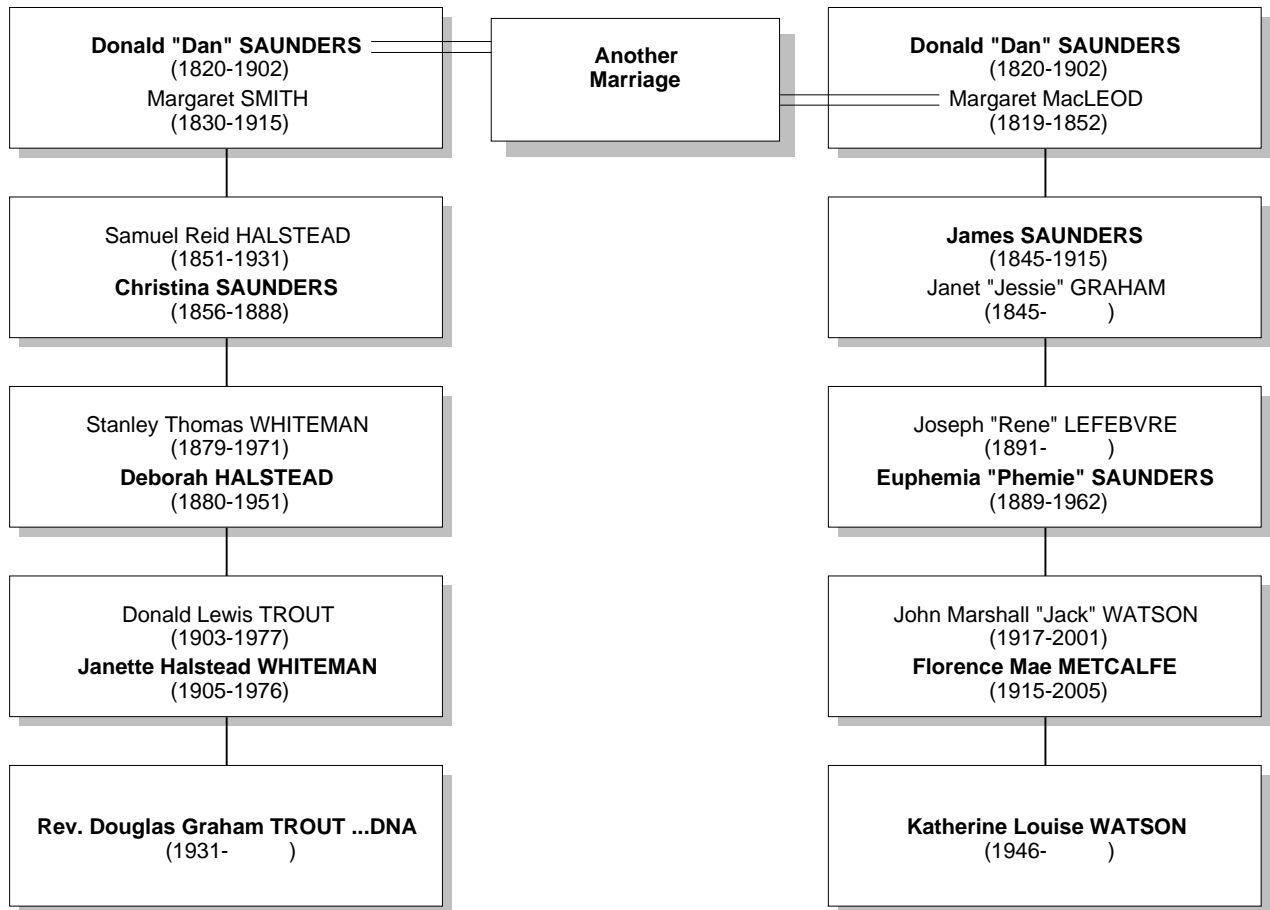 Donald "Dan" SAUNDERS
(1820-1902)
Margaret SMITH
(1830-1915)
Another
Marriage
Donald "Dan" SAUNDERS
(1820-1902)
Margaret MacLEOD
(1819-1852)
Samuel Reid HALSTEAD
(1851-1931)
Christina SAUNDERS
(1856-1888)
James SAUNDERS
(1845-1915)
Janet "Jessie" GRAHAM
(1845- )
Stanley Thomas WHITEMAN
(1879-1971)
Deborah HALSTEAD
(1880-1951)
Joseph "Rene" LEFEBVRE
(1891- )
Euphemia "Phemie" SAUNDERS
(1889-1962)
Donald Lewis TROUT
(1903-1977)
Janette Halstead WHITEMAN
(1905-1976)
John Marshall "Jack" WATSON
(1917-2001)
Florence Mae METCALFE
(1915-2005)
Rev. Douglas Graham TROUT ...DNA
(1931- )
Katherine Louise WATSON
(1946- )